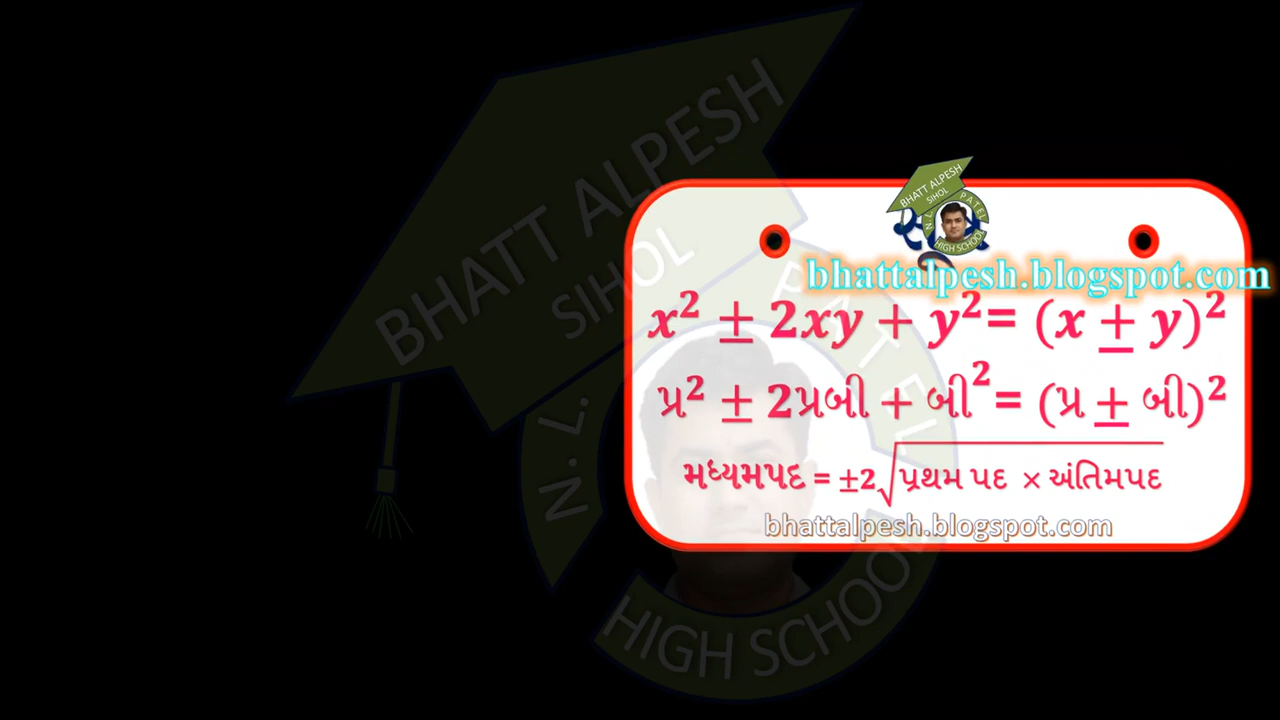 BHATT ALPESH
SIHOL
N. L. PATEL
HIGH SCHOOL
BHATT ALPESH
SIHOL
N. L. PATEL
HIGH SCHOOL
bhattalpesh.blogspot.com
x² ± 2xy + y²= (x ± y)²
પ્ર² ± 2પ્રબી + બી²= (પ્ર ± બી)²
મધ્યમપદ = ±2√પ્રથમ પદ × અંતિમપદ
bhattalpesh.blogspot.com